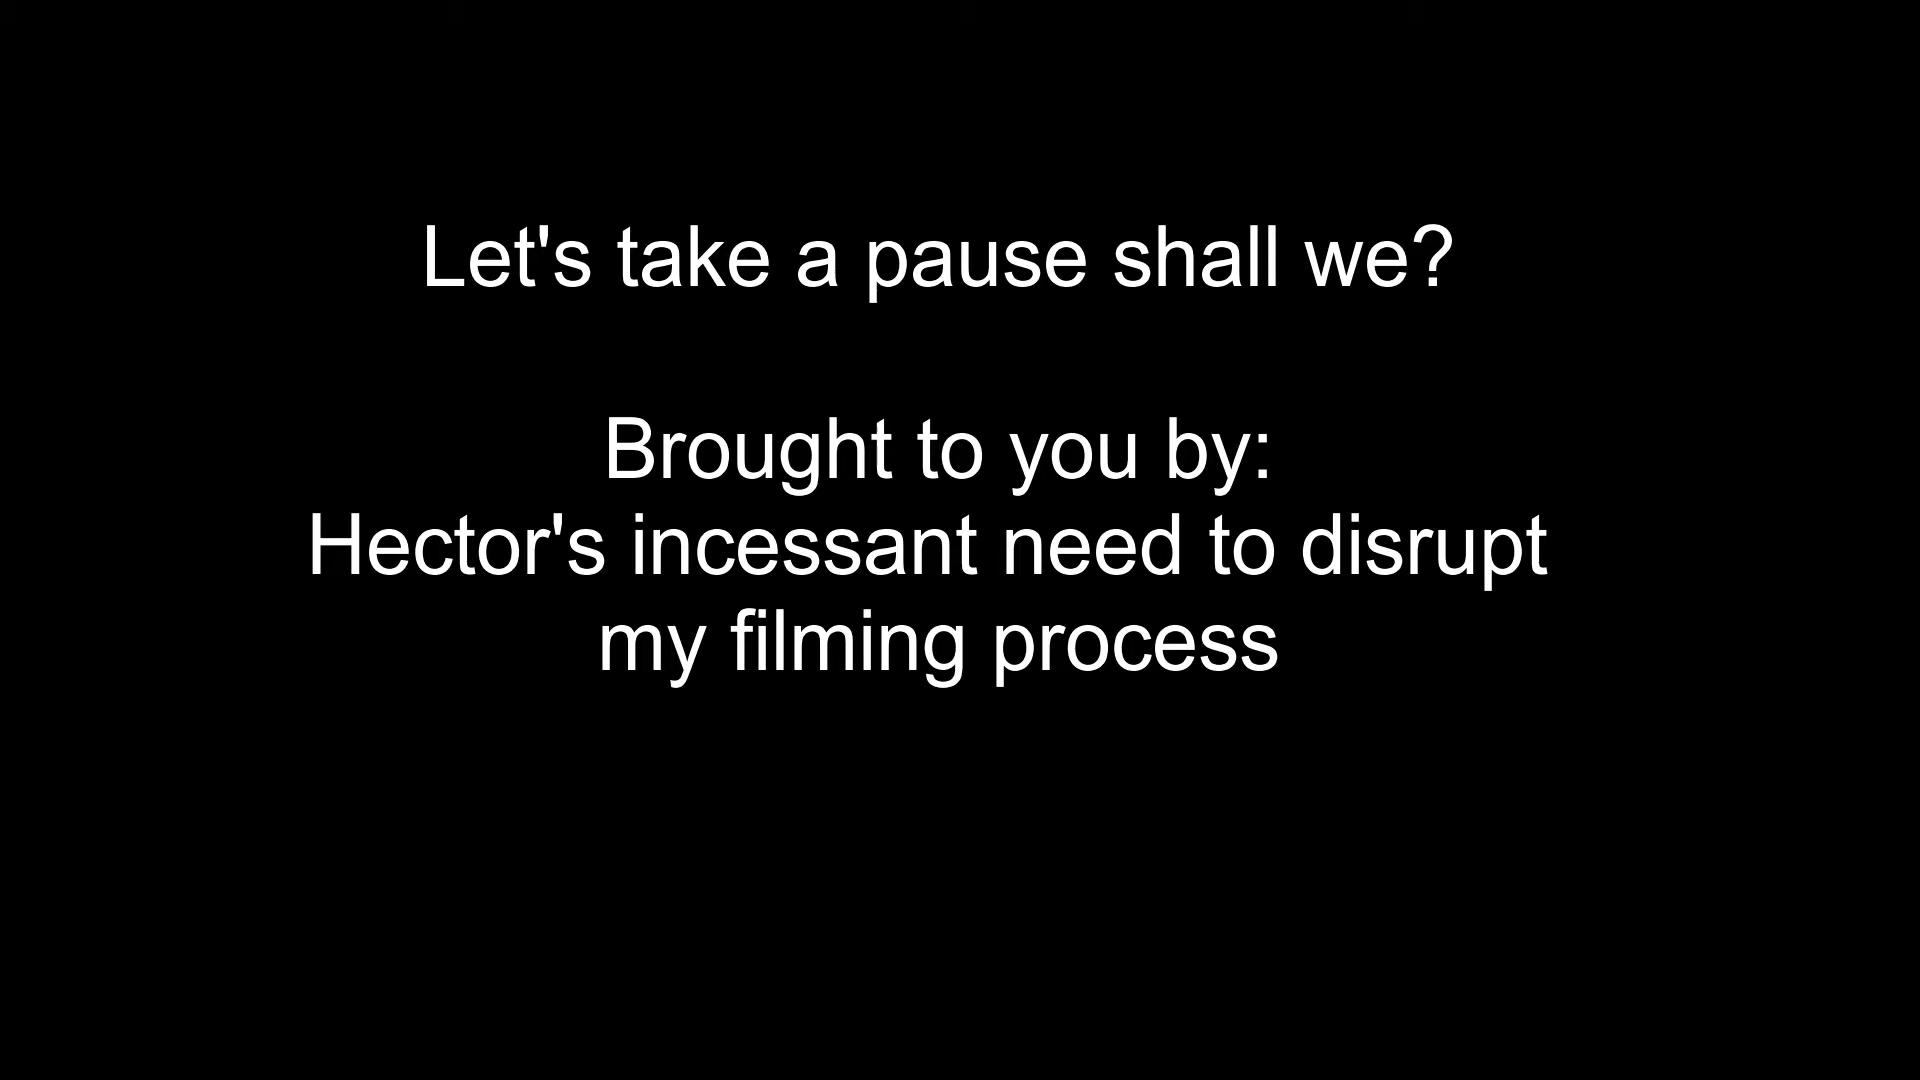 Let's take a pause shall we?
Brought to you by:
Hector's incessant need to disrupt
my filming process